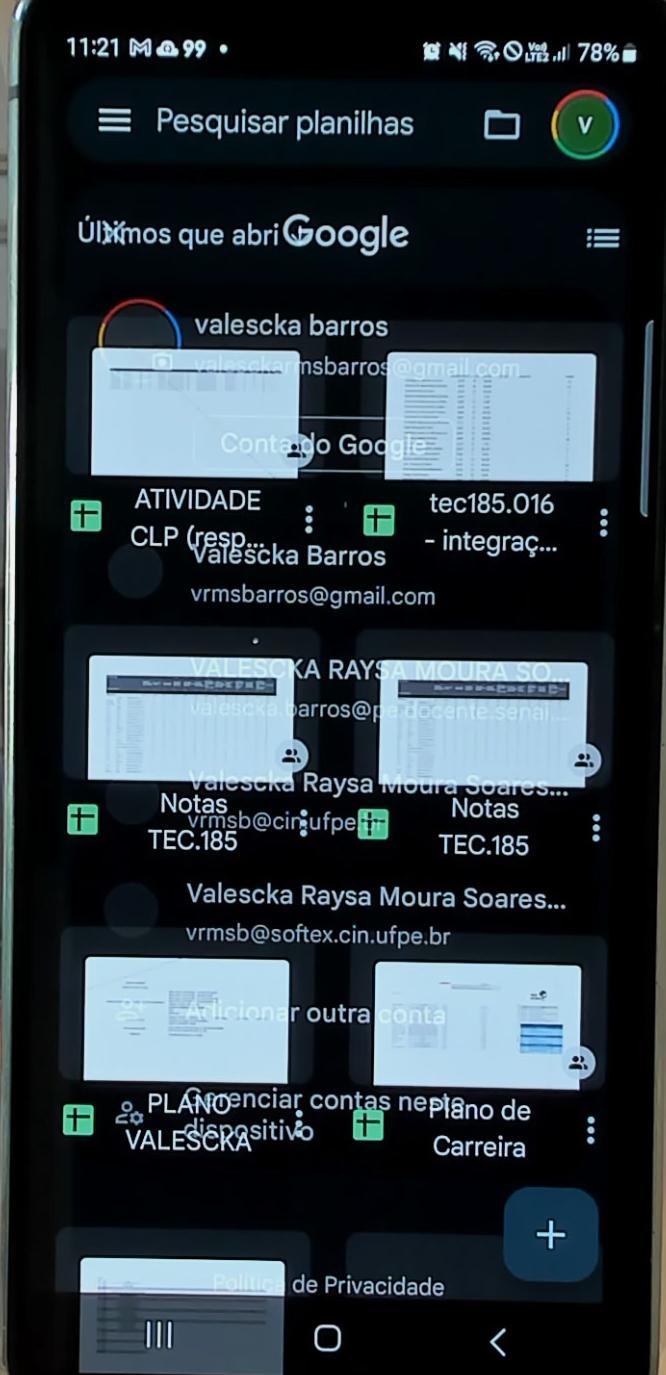 11:21 99 Vo) LTE2 78%
Pesquisar planilhas V
Últimos que abri Google
valescka barros
valesckarmsbarros@gmail.com
Conta do Google
ATIVIDADE
CLP (resp...
tec185.016
- integraç...
Valescka Barros
vrmsbarros@gmail.com
VALESCKA RAYSA MOURA SO...
valescka.barros@pe.docente.senai...
Valescka Raysa Moura Soares...
vrmsb@cin.ufpe.br
Notas
TEC.185
Notas
TEC.185
Valescka Raysa Moura Soares...
vrmsb@softex.cin.ufpe.br
Adicionar outra conta
Gerenciar contas neste
dispositivo
PLANO
VALESCKA
Plano de
Carreira
+
Política de Privacidade